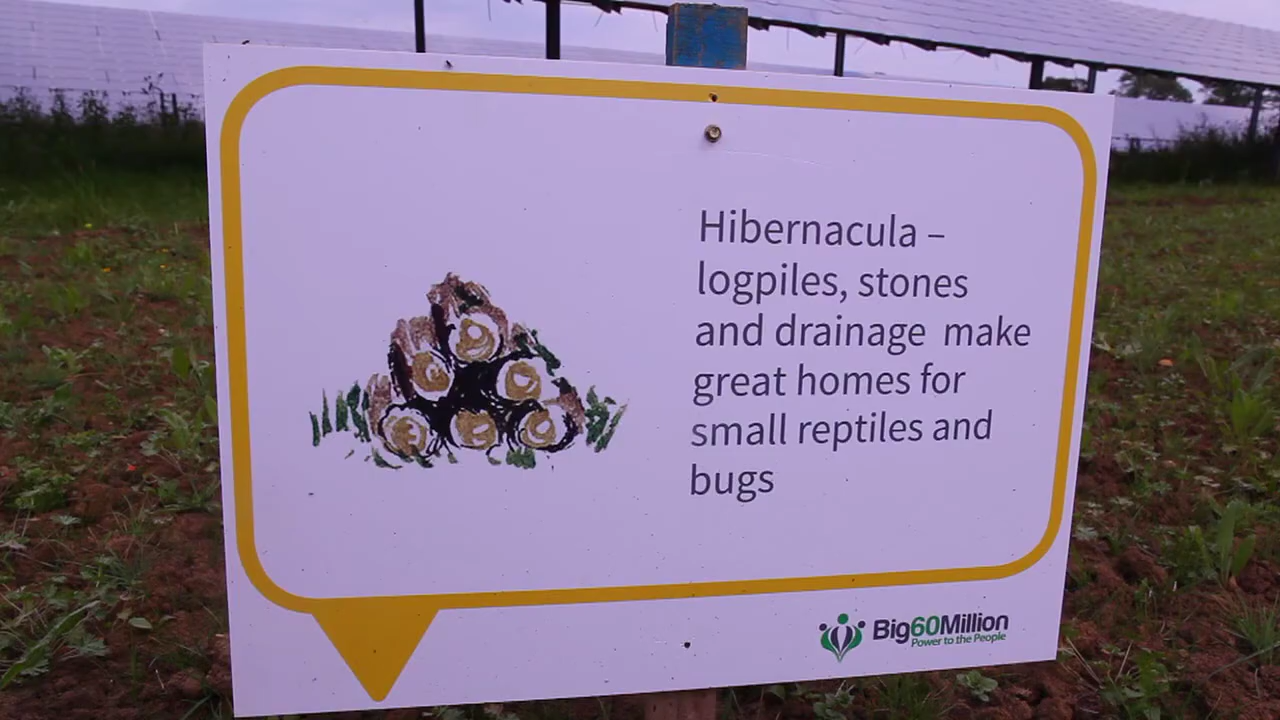 Hibernacula –
logpiles, stones
and drainage make
great homes for
small reptiles and
bugs
Big60Million
Power to the People